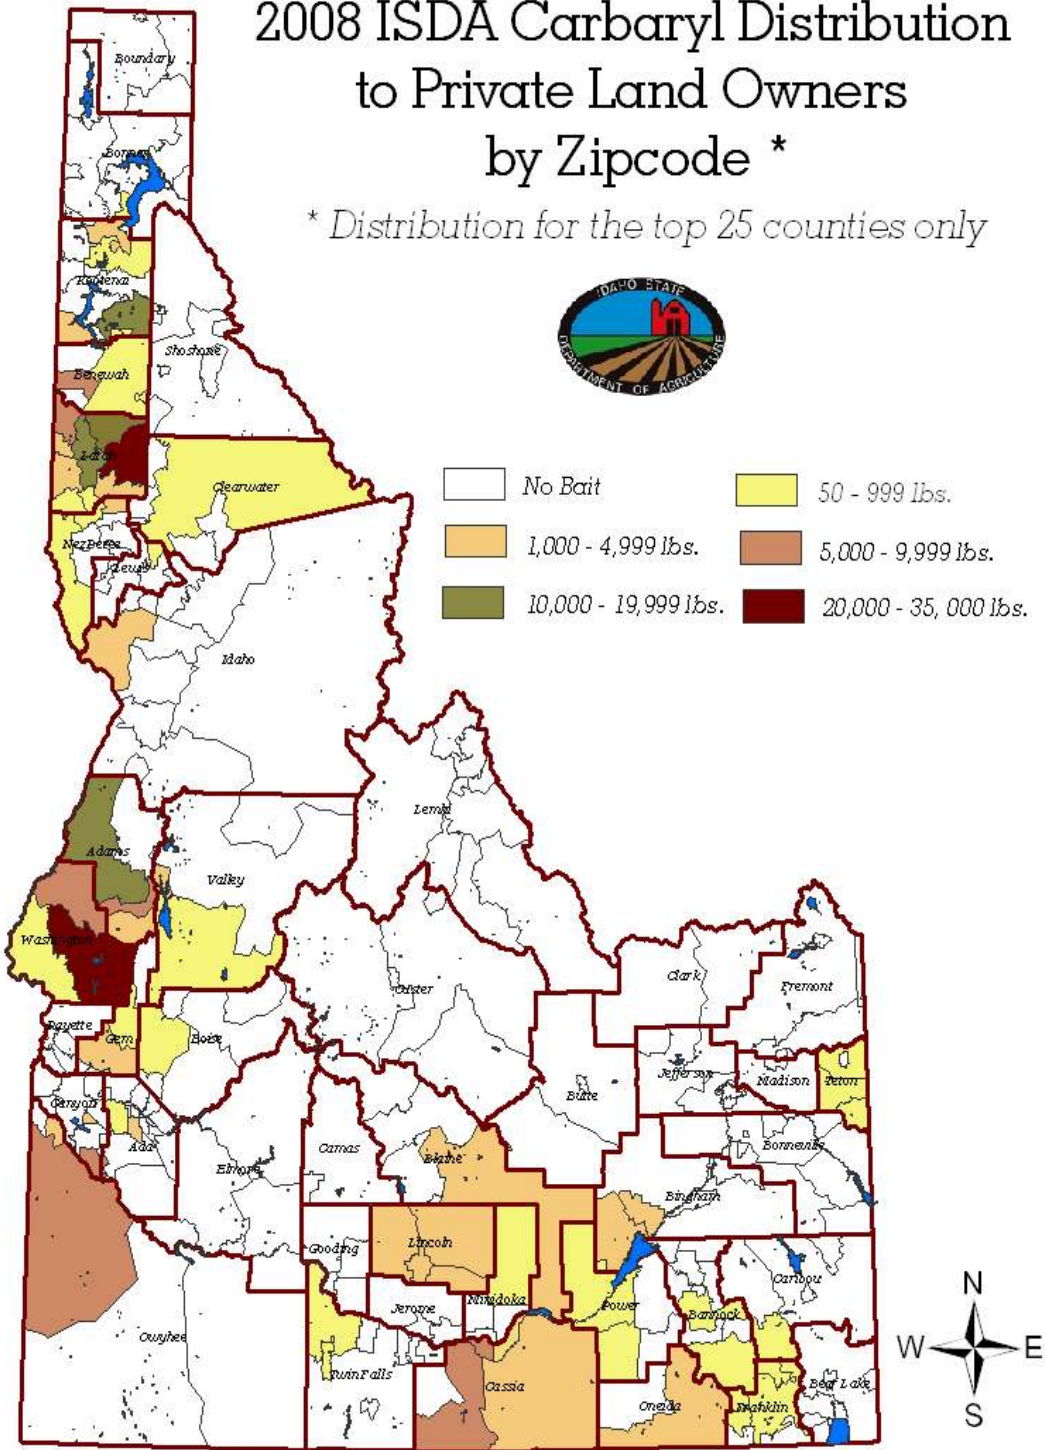 2008 ISDA Carbaryl Distribution
to Private Land Owners
by Zipcode *
* Distribution for the top 25 counties only
IDAHO STATE
DEPARTMENT OF AGRICULTURE
No Bait
50 - 999 lbs.
1,000 - 4,999 lbs.
5,000 - 9,999 lbs.
10,000 - 19,999 lbs.
20,000 - 35, 000 lbs.
Boundary
Bonner
Kootenai
Shoshone
Benewah
Latah
Clearwater
Nez Perce
Lewis
Idaho
Lemhi
Adams
Valley
Washington
Custer
Clark
Fremont
Payette
Gem
Boise
Jefferson
Madison
Teton
Butte
Canyon
Ada
Elmore
Camas
Blaine
Bonneville
Bingham
Gooding
Lincoln
Caribou
Jerome
Minidoka
Power
Bannock
Owyhee
Twin Falls
Cassia
Oneida
Franklin
Bear Lake
N
W
E
S